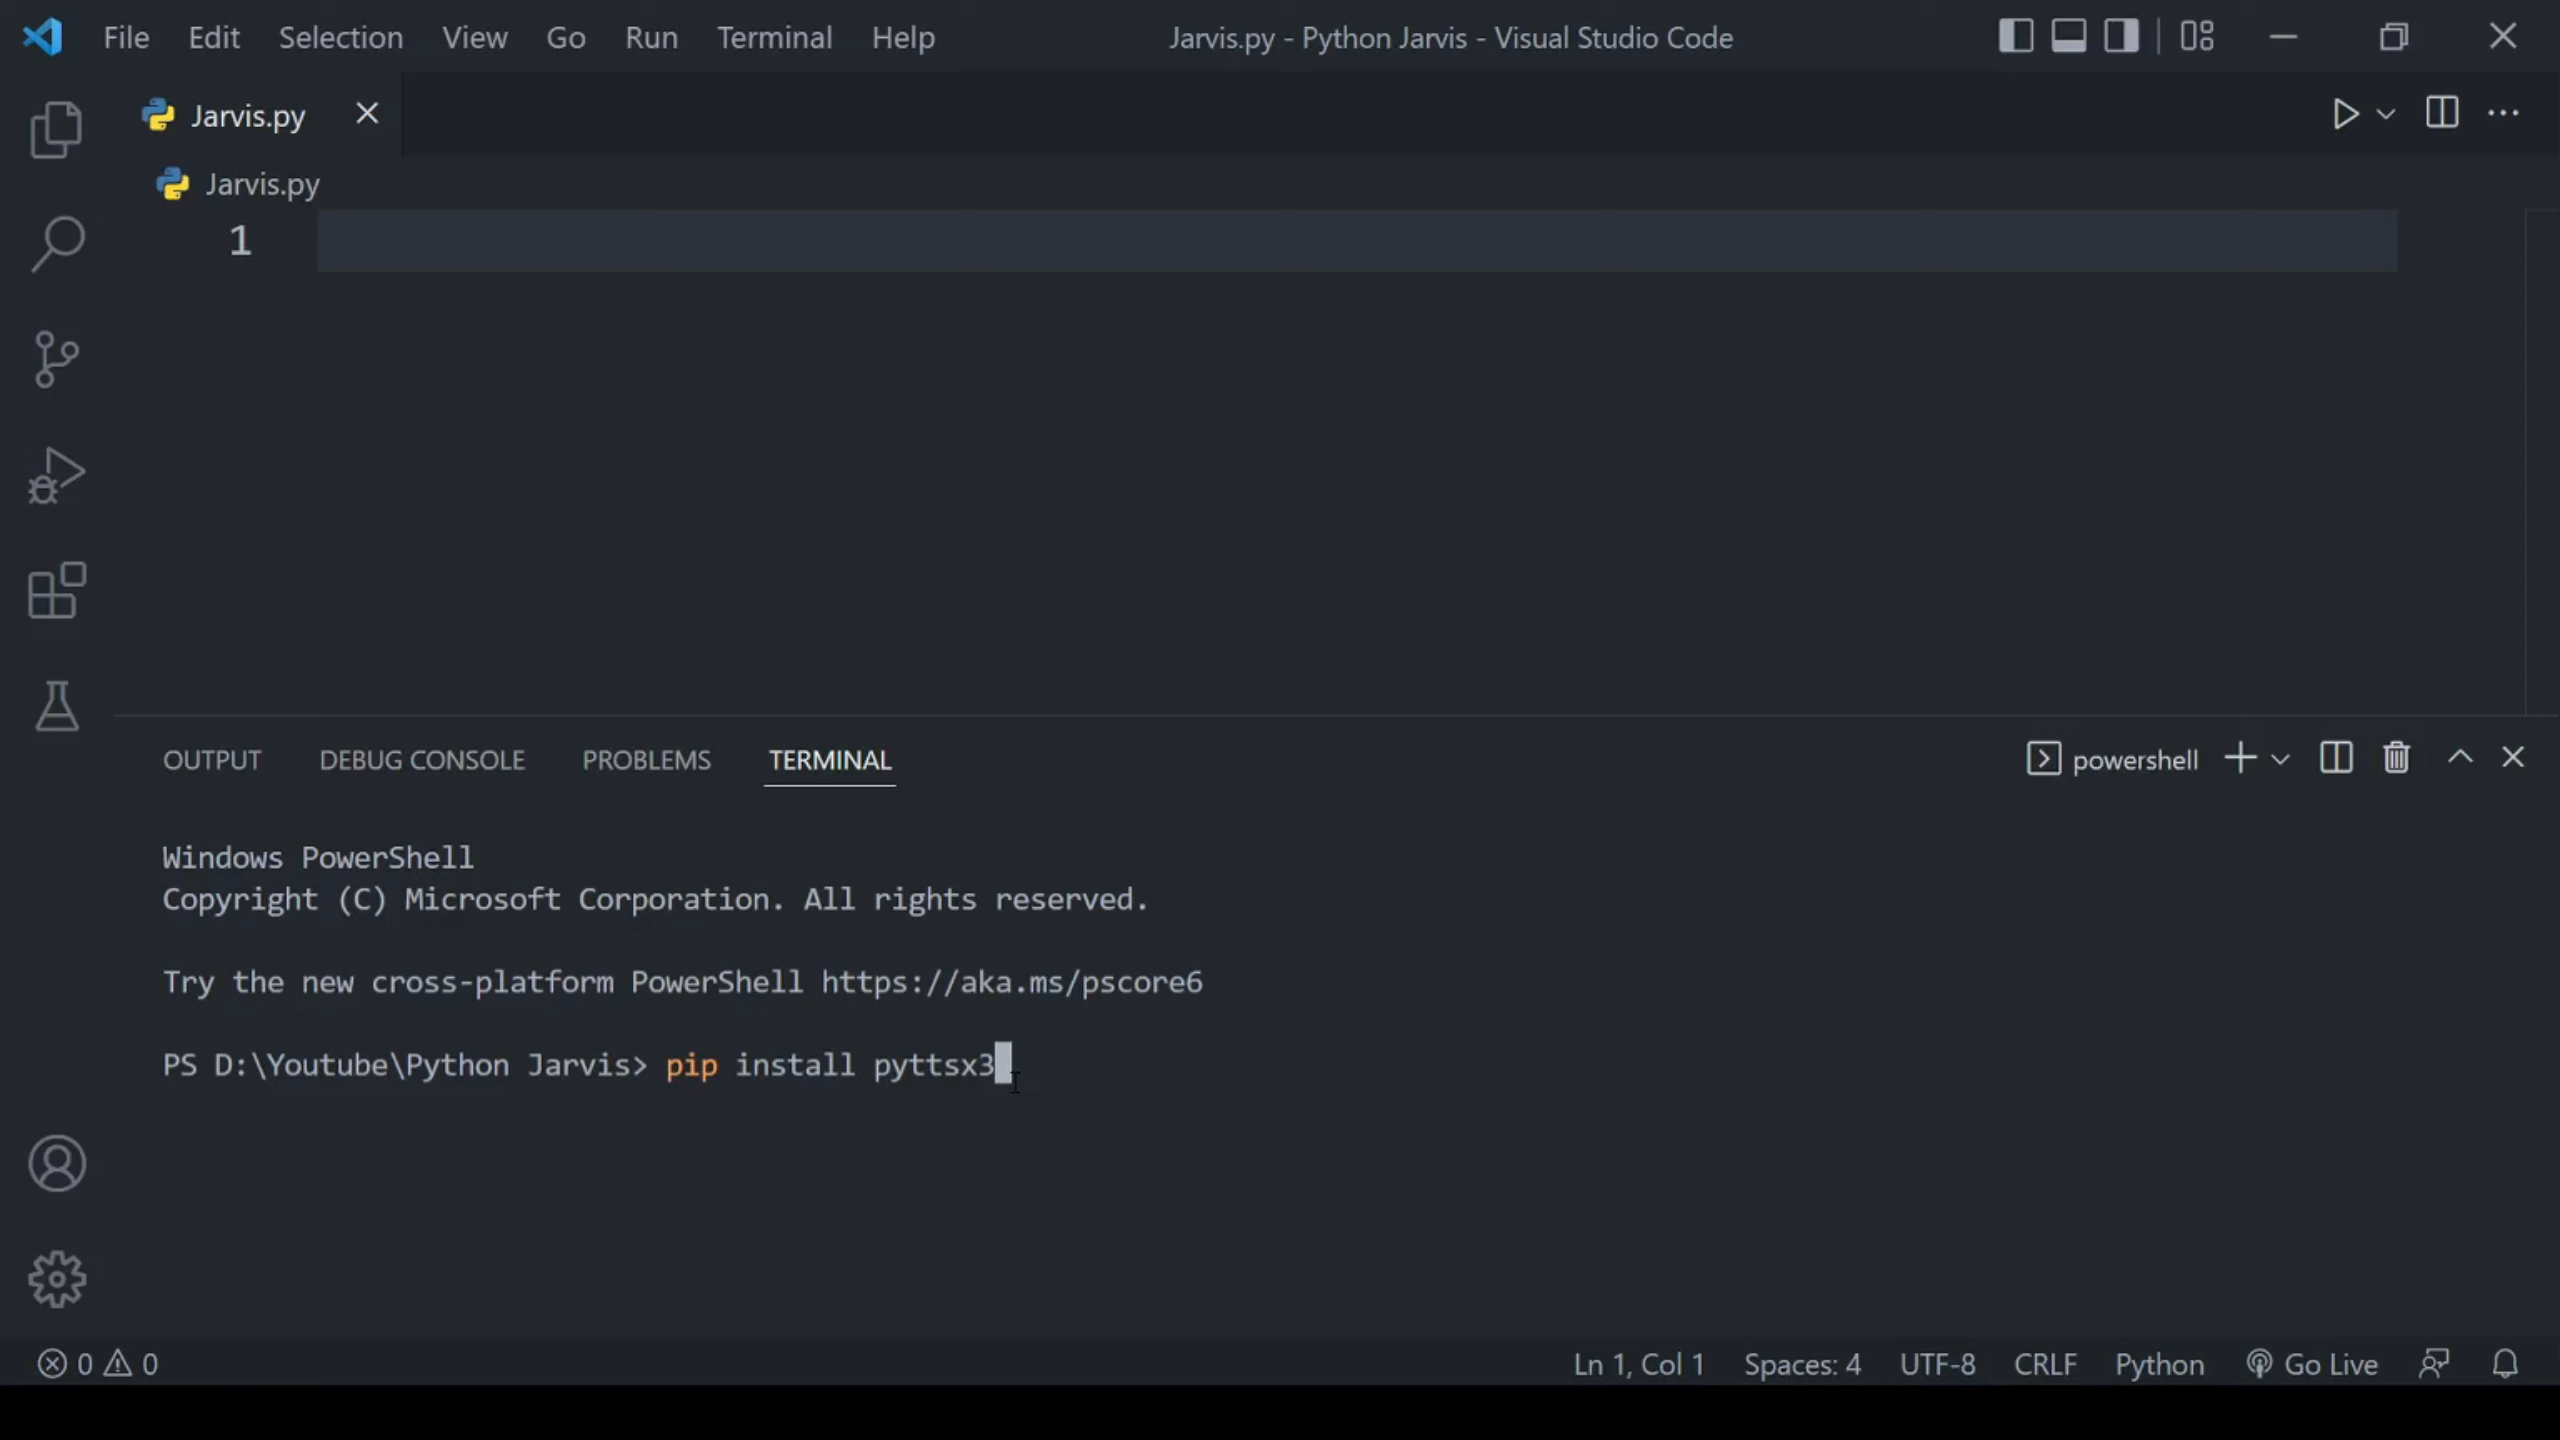 File Edit Selection View Go Run Terminal Help Jarvis.py - Python Jarvis - Visual Studio Code
Jarvis.py
Jarvis.py
1
OUTPUT DEBUG CONSOLE PROBLEMS TERMINAL powershell
Windows PowerShell
Copyright (C) Microsoft Corporation. All rights reserved.
Try the new cross-platform PowerShell https://aka.ms/pscore6
PS D:\Youtube\Python Jarvis> pip install pyttsx3
0 0 Ln 1, Col 1 Spaces: 4 UTF-8 CRLF Python Go Live